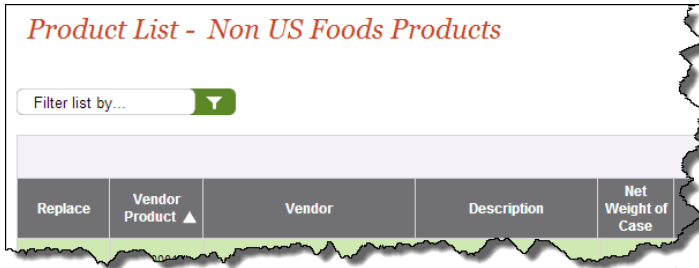 Product List - Non US Foods Products
Filter list by...
Replace
Vendor
Product ▲
Vendor
Description
Net
Weight of
Case